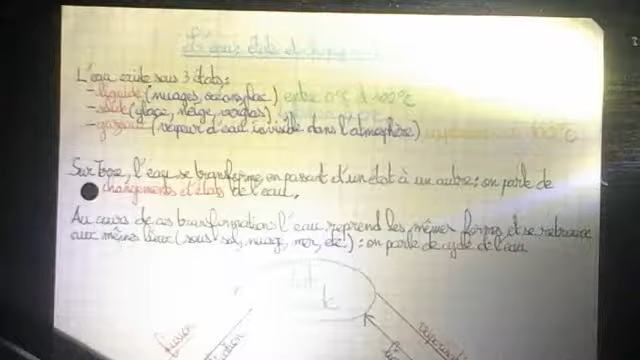 L'eau existe sous 3 états:
- liquide (nuages, océans, lac) entre 0°C à 100°C
- solide (glace, neige, verglas)
- gazeux (vapeur d'eau invisible dans l'atmosphère) 100°C
Sur Terre, l'eau se transforme en passant d'un état à un autre: on parle de
changements d'états de l'eau.
Au cours de ces transformations l'eau reprend les mêmes formes et se retrouve
aux mêmes lieux (sous sol, nuage, mer, etc.): on parle de cycle de l'eau
fusion